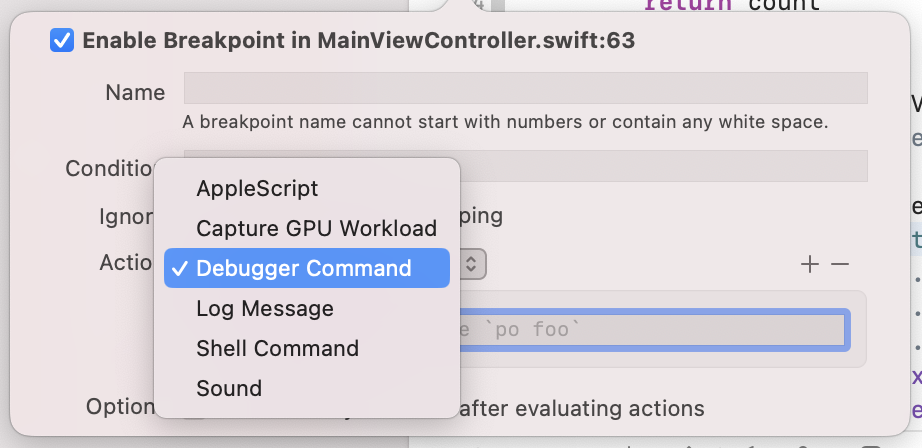 return count
Enable Breakpoint in MainViewController.swift:63
Name
A breakpoint name cannot start with numbers or contain any white space.
Conditio
AppleScript
Ignor
ping
Capture GPU Workload
Actio
✓ Debugger Command
+ −
Log Message
e `po foo`
Shell Command
Sound
Option
after evaluating actions